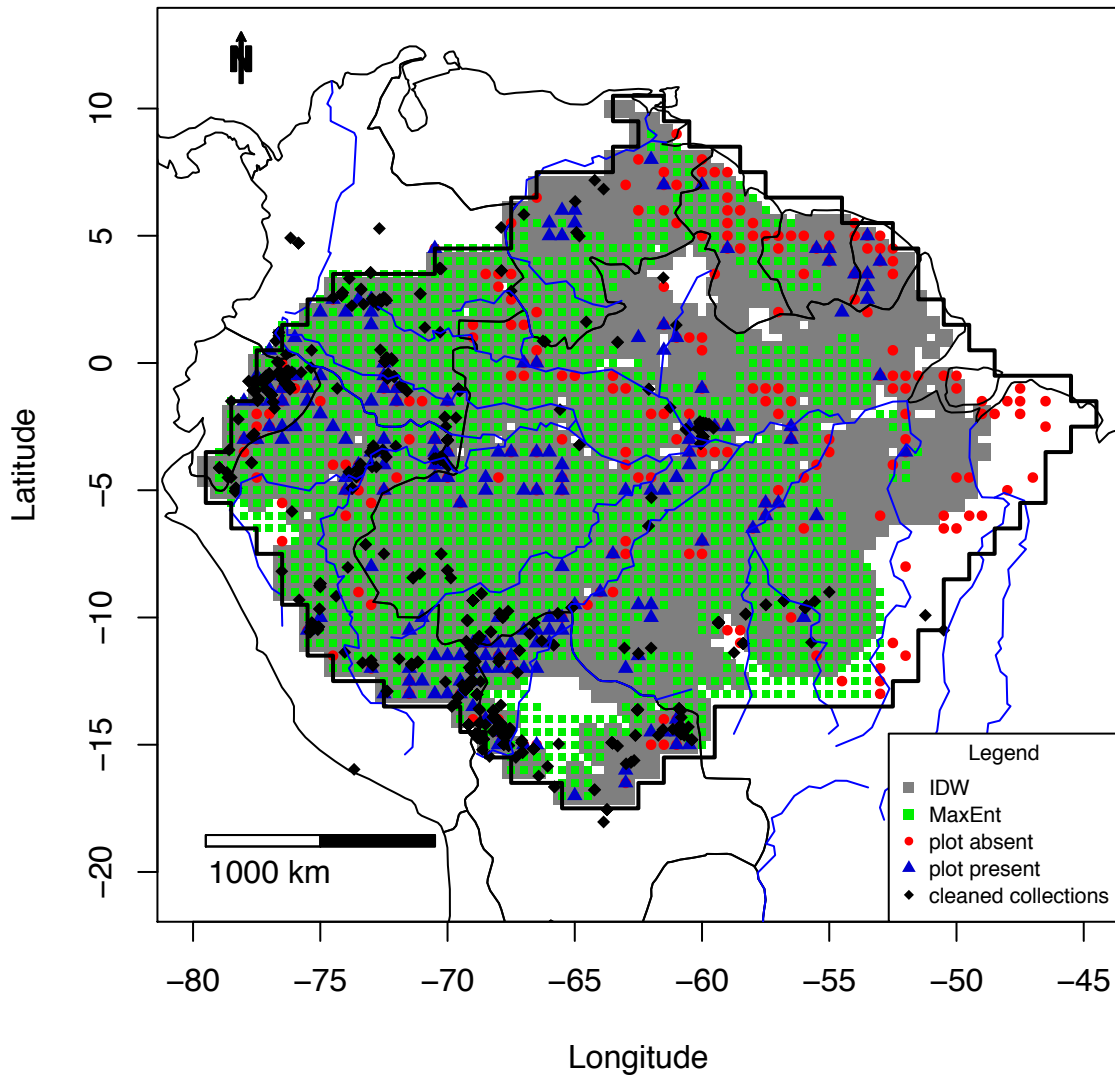 N
10
5
0
−5
−10
−15
−20
Latitude
1000 km
Legend
IDW
MaxEnt
plot absent
plot present
cleaned collections
−80 −75 −70 −65 −60 −55 −50 −45
Longitude